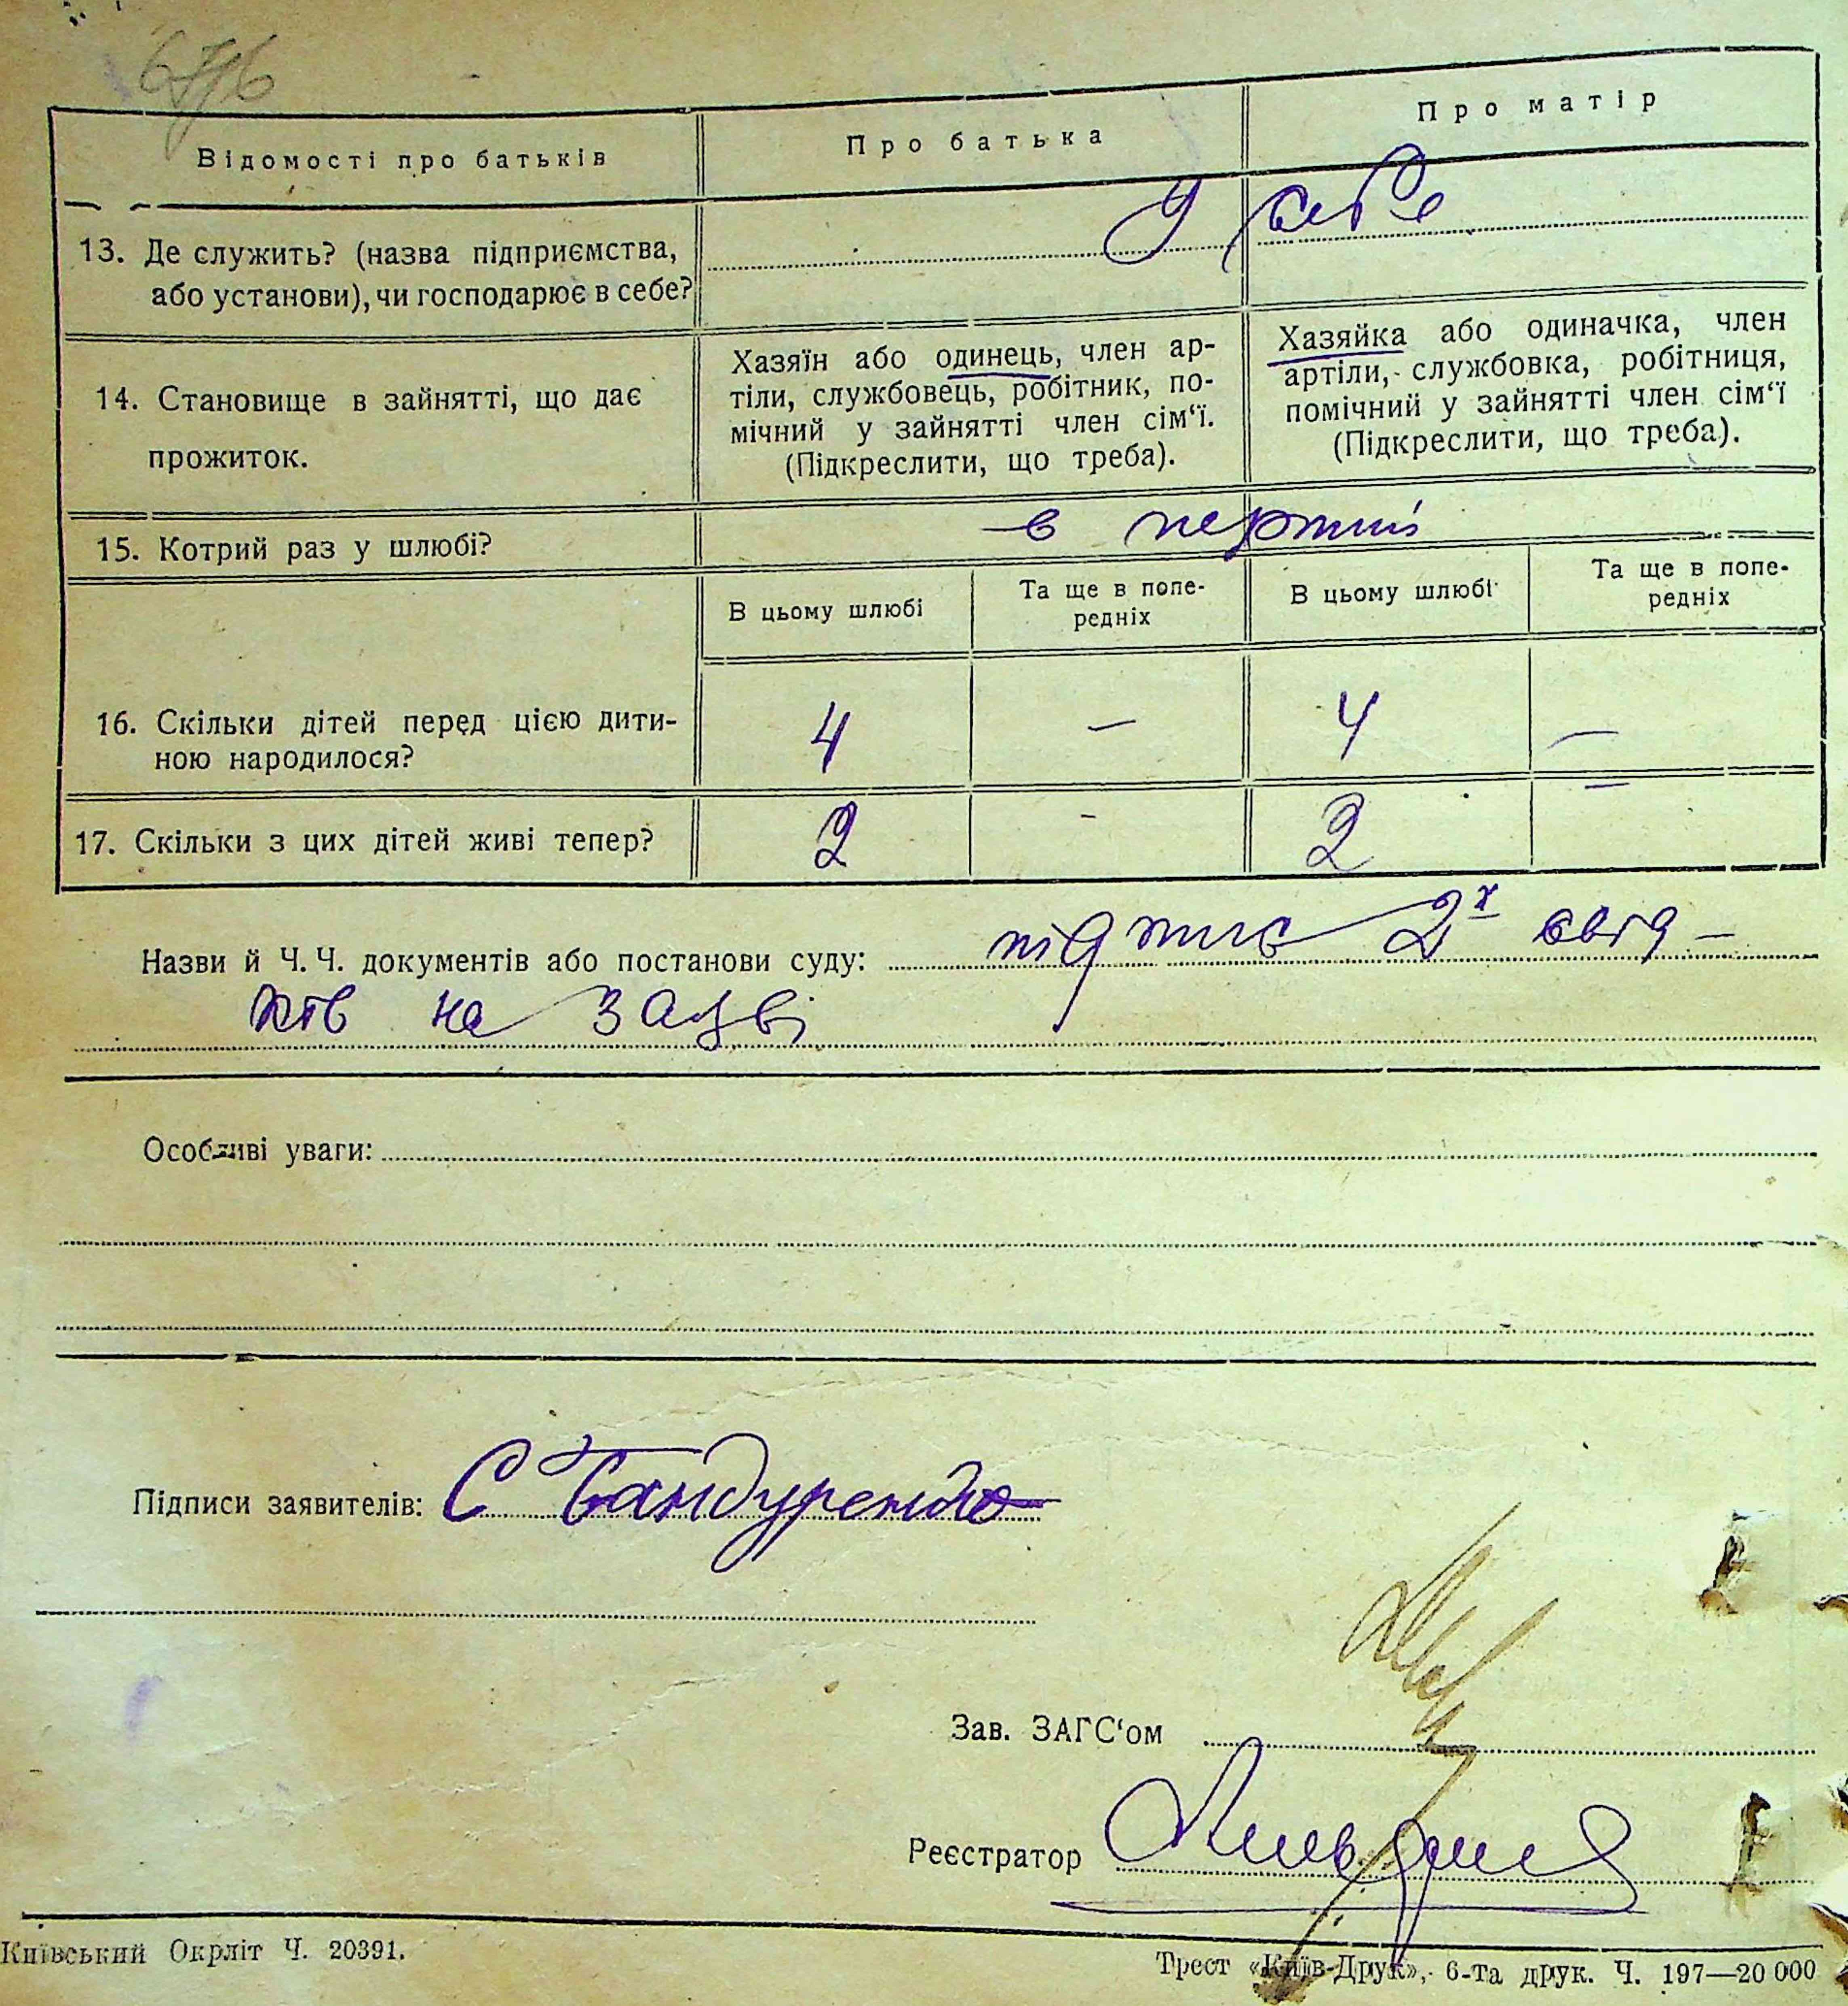 Відомості про батьків
Про батька
Про матір
13. Де служить? (назва підприємства,
або установи), чи господарює в себе?
у себе
14. Становище в зайнятті, що дає
прожиток.
Хазяїн або одинець, член ар-
тіли, службовець, робітник, по-
мічний у зайнятті член сім‘ї.
(Підкреслити, що треба).
Хазяйка або одиначка, член
артіли, службовка, робітниця,
помічний у зайнятті член сім‘ї
(Підкреслити, що треба).
15. Котрий раз у шлюбі?
в перший
В цьому шлюбі
Та ще в попе-
редніх
В цьому шлюбі
Та ще в попе-
редніх
16. Скільки дітей перед цією дити-
ною народилося?
4 — 4 —
17. Скільки з цих дітей живі тепер?
2 - 2 —
Назви й Ч. Ч. документів або постанови суду: підпис 2х свід-
ків на заяві
Особливі уваги:
Підписи заявителів: С Бандуренко
Зав. ЗАГС‘ом
Реєстратор
Київський Окрліт Ч. 20391.
Трест «Київ-Друк», 6-та друк. Ч. 197—20 000